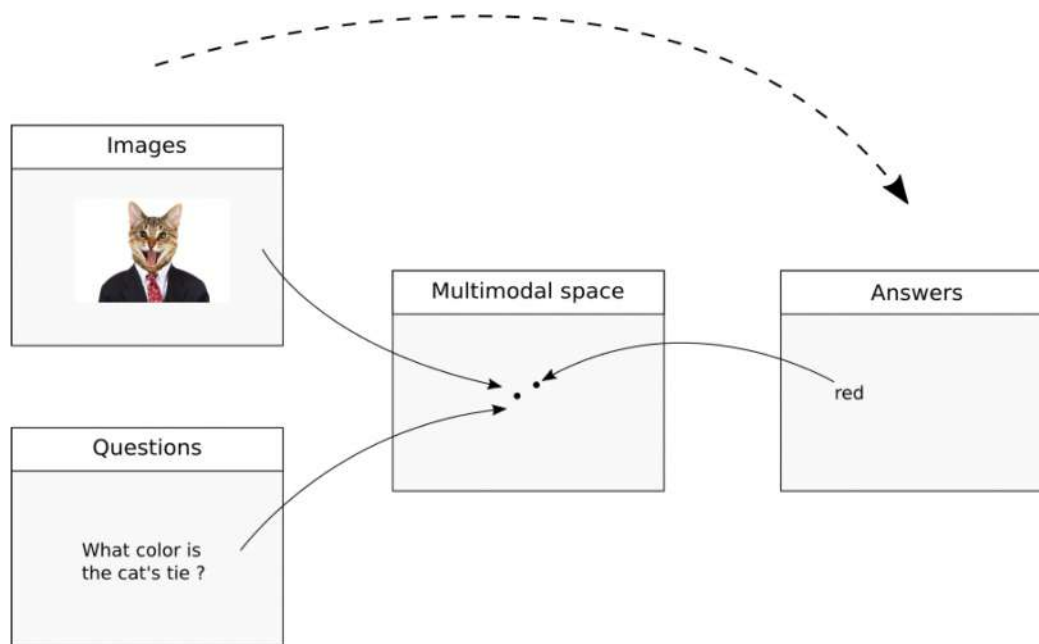 Images
Multimodal space
Answers
red
Questions
What color is
the cat's tie ?